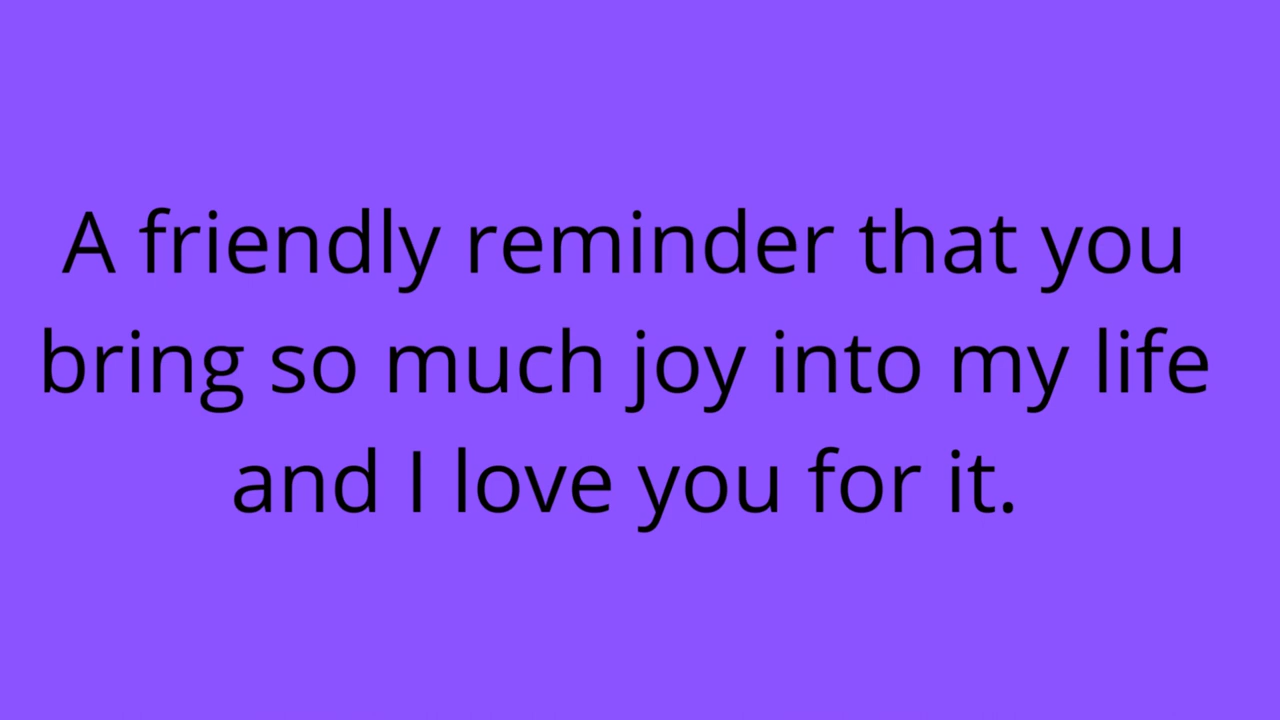 A friendly reminder that you
bring so much joy into my life
and I love you for it.